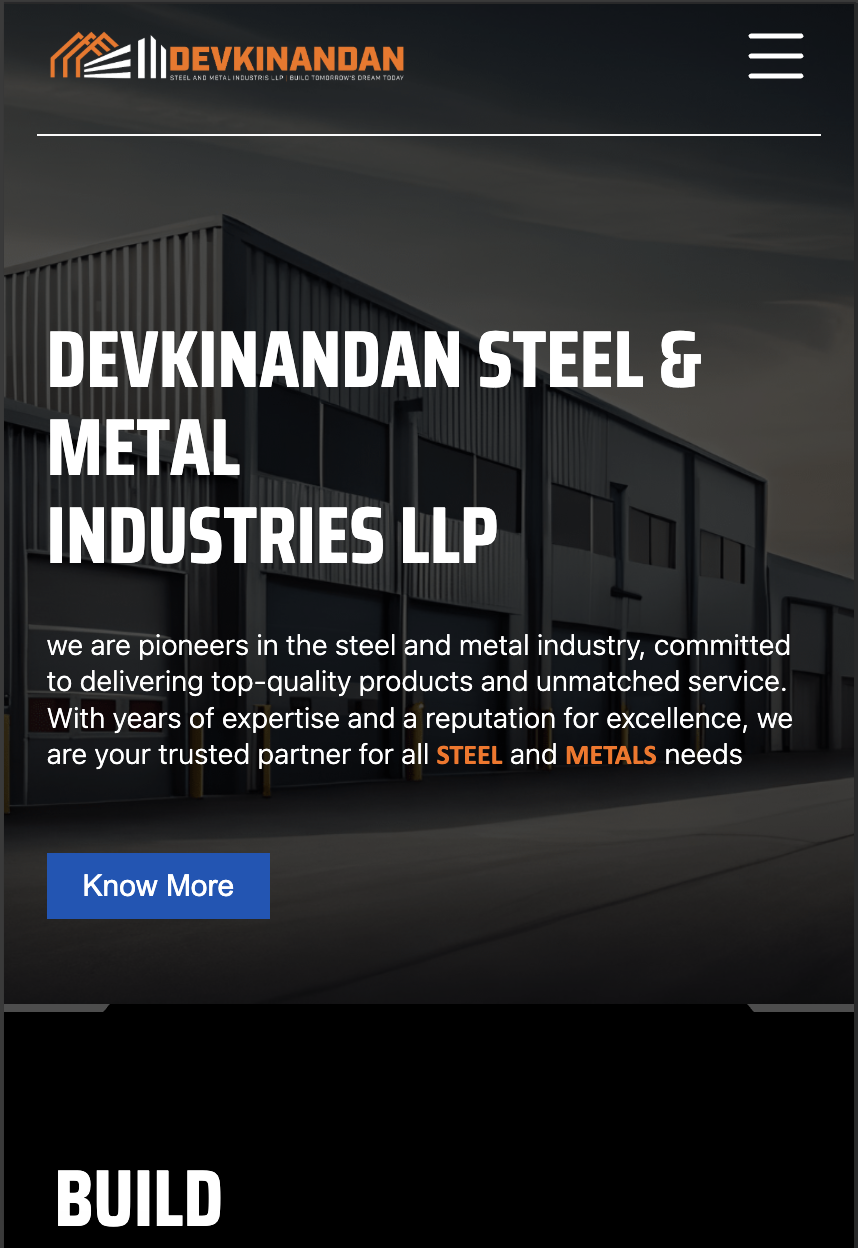 DEVKINANDAN
STEEL AND METAL INDUSTRIS LLP | BUILD TOMORROW'S DREAM TODAY
DEVKINANDAN STEEL &
METAL
INDUSTRIES LLP
we are pioneers in the steel and metal industry, committed
to delivering top-quality products and unmatched service.
With years of expertise and a reputation for excellence, we
are your trusted partner for all STEEL and METALS needs
Know More
BUILD